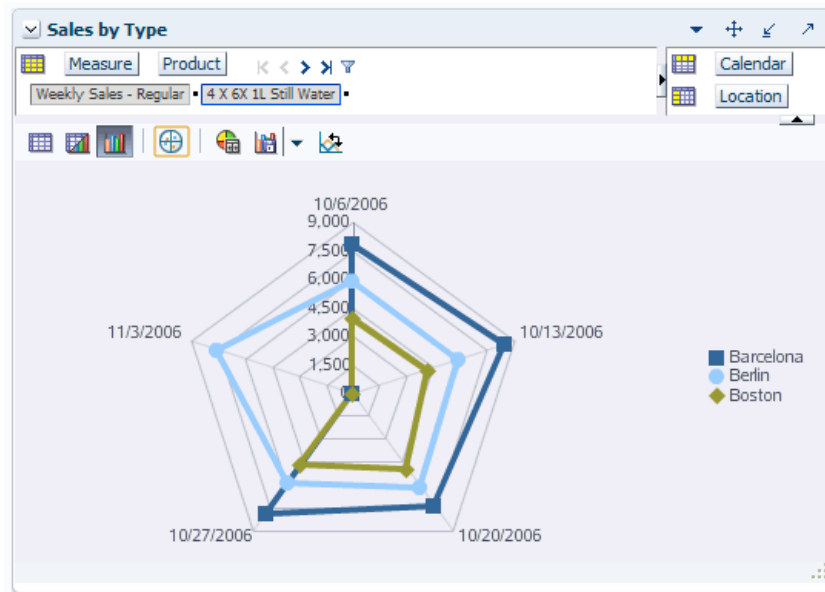 Sales by Type
Measure Product
Weekly Sales - Regular 4 X 6X 1L Still Water
Calendar
Location
10/6/2006
9,000
7,500
6,000
4,500
3,000
1,500
0
10/13/2006
11/3/2006
10/27/2006
10/20/2006
Barcelona
Berlin
Boston